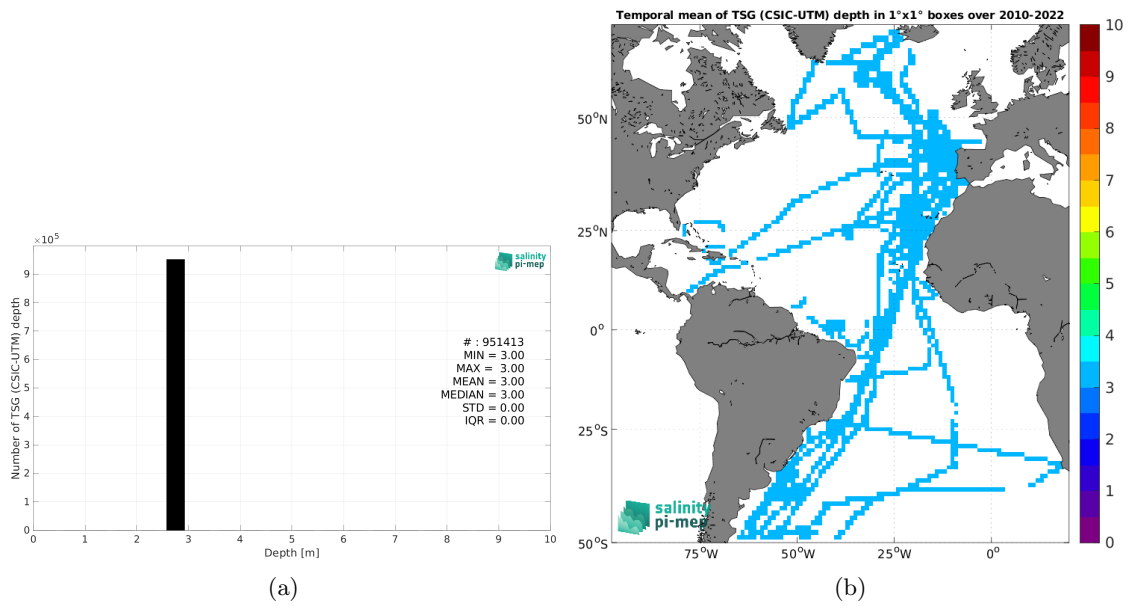 ×10⁵
9
8
7
6
5
4
3
2
1
0
Number of TSG (CSIC-UTM) depth
0 1 2 3 4 5 6 7 8 9 10
Depth [m]
salinity
pi-mep
# : 951413
MIN = 3.00
MAX = 3.00
MEAN = 3.00
MEDIAN = 3.00
STD = 0.00
IQR = 0.00
(a)
Temporal mean of TSG (CSIC-UTM) depth in 1°x1° boxes over 2010-2022
50°N
25°N
0°
25°S
50°S
75°W 50°W 25°W 0°
salinity
pi-mep
10
9
8
7
6
5
4
3
2
1
0
(b)